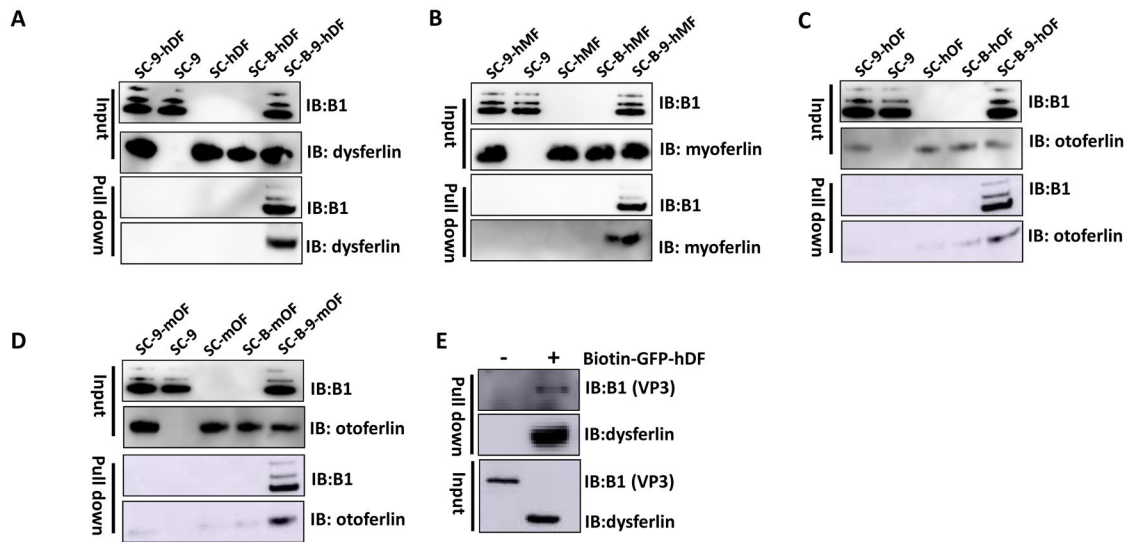 A
SC-9-hDF
SC-9
SC-hDF
SC-B-hDF
SC-B-9-hDF
Input
IB:B1
IB: dysferlin
Pull down
IB:B1
IB: dysferlin
B
SC-9-hMF
SC-9
SC-hMF
SC-B-hMF
SC-B-9-hMF
Input
IB:B1
IB: myoferlin
Pull down
IB:B1
IB: myoferlin
C
SC-9-hOF
SC-9
SC-hOF
SC-B-hOF
SC-B-9-hOF
Input
IB:B1
IB: otoferlin
Pull down
IB:B1
IB: otoferlin
D
SC-9-mOF
SC-9
SC-mOF
SC-B-mOF
SC-B-9-mOF
Input
IB:B1
IB: otoferlin
Pull down
IB:B1
IB: otoferlin
E
- + Biotin-GFP-hDF
Pull down
IB:B1 (VP3)
IB:dysferlin
Input
IB:B1 (VP3)
IB:dysferlin